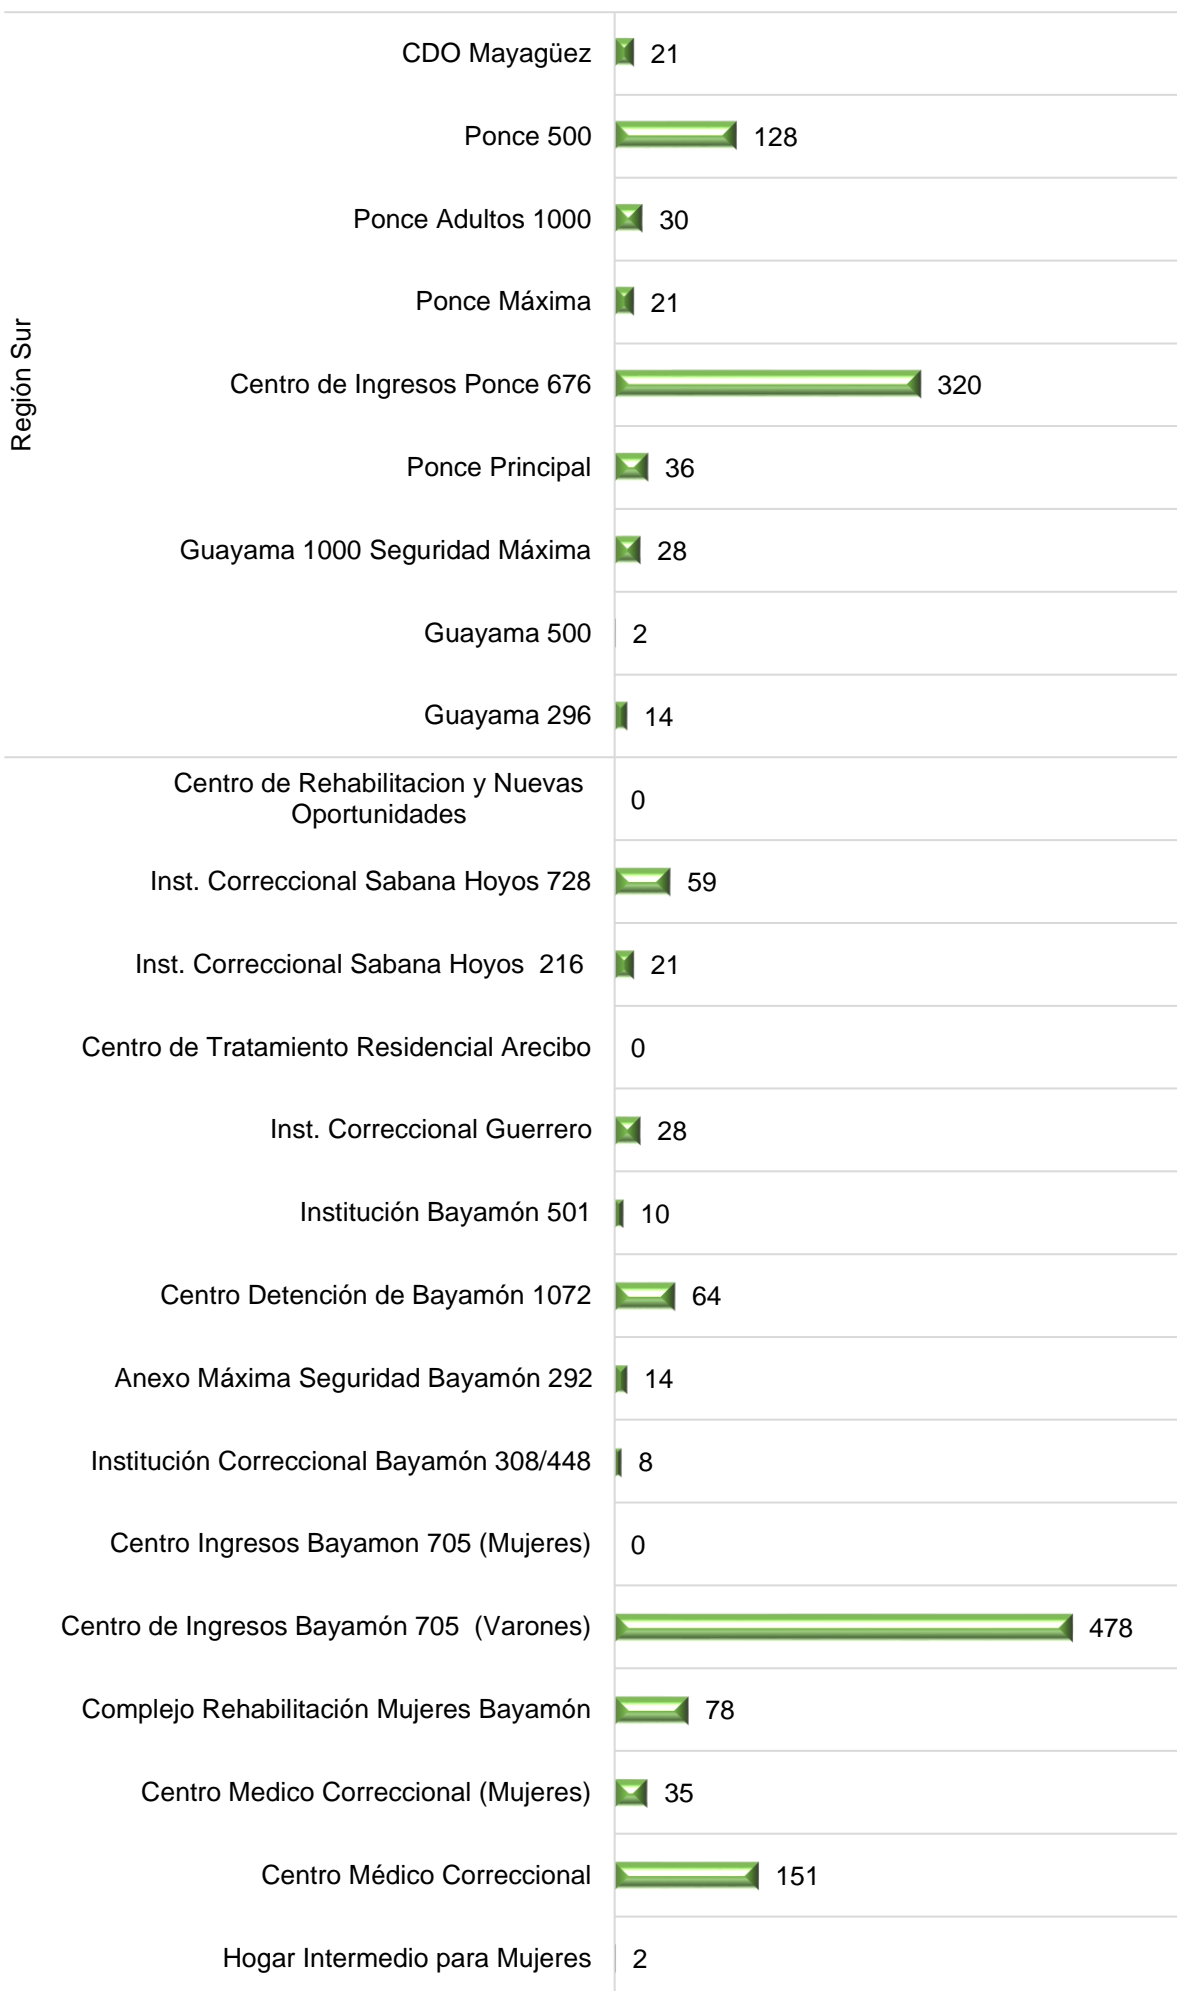 Región Sur
CDO Mayagüez 21
Ponce 500 128
Ponce Adultos 1000 30
Ponce Máxima 21
Centro de Ingresos Ponce 676 320
Ponce Principal 36
Guayama 1000 Seguridad Máxima 28
Guayama 500 2
Guayama 296 14
Centro de Rehabilitacion y Nuevas
Oportunidades 0
Inst. Correccional Sabana Hoyos 728 59
Inst. Correccional Sabana Hoyos  216 21
Centro de Tratamiento Residencial Arecibo 0
Inst. Correccional Guerrero 28
Institución Bayamón 501 10
Centro Detención de Bayamón 1072 64
Anexo Máxima Seguridad Bayamón 292 14
Institución Correccional Bayamón 308/448 8
Centro Ingresos Bayamon 705 (Mujeres) 0
Centro de Ingresos Bayamón 705  (Varones) 478
Complejo Rehabilitación Mujeres Bayamón 78
Centro Medico Correccional (Mujeres) 35
Centro Médico Correccional 151
Hogar Intermedio para Mujeres 2